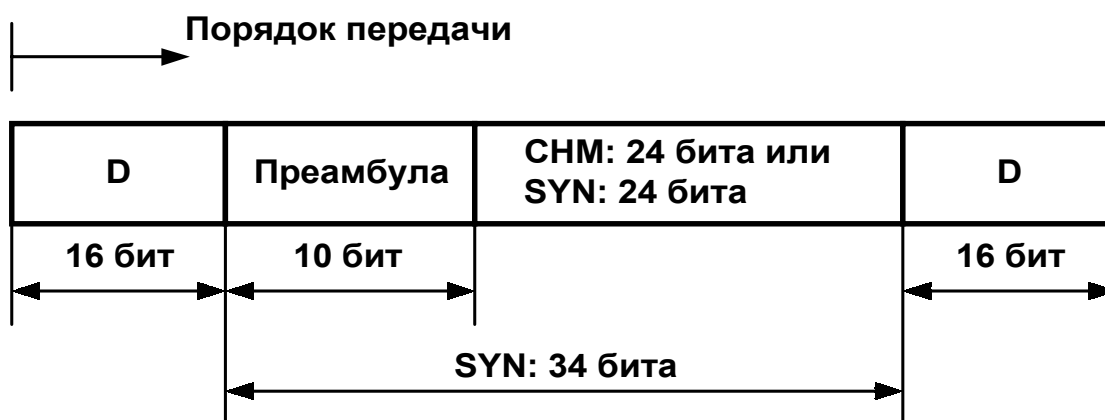 Порядок передачи
D
Преамбула
CHM: 24 бита или
SYN: 24 бита
D
16 бит
10 бит
16 бит
SYN: 34 бита